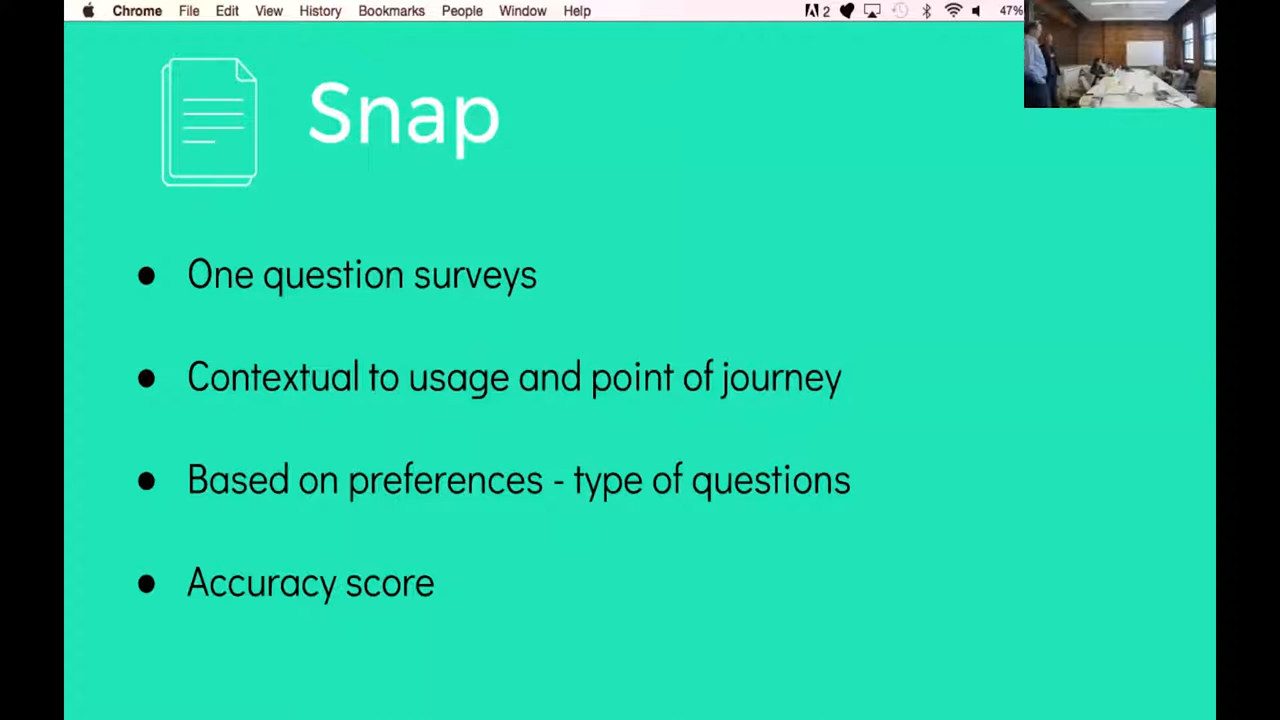 Chrome File Edit View History Bookmarks People Window Help 2 47%
Snap
● One question surveys
● Contextual to usage and point of journey
● Based on preferences - type of questions
● Accuracy score